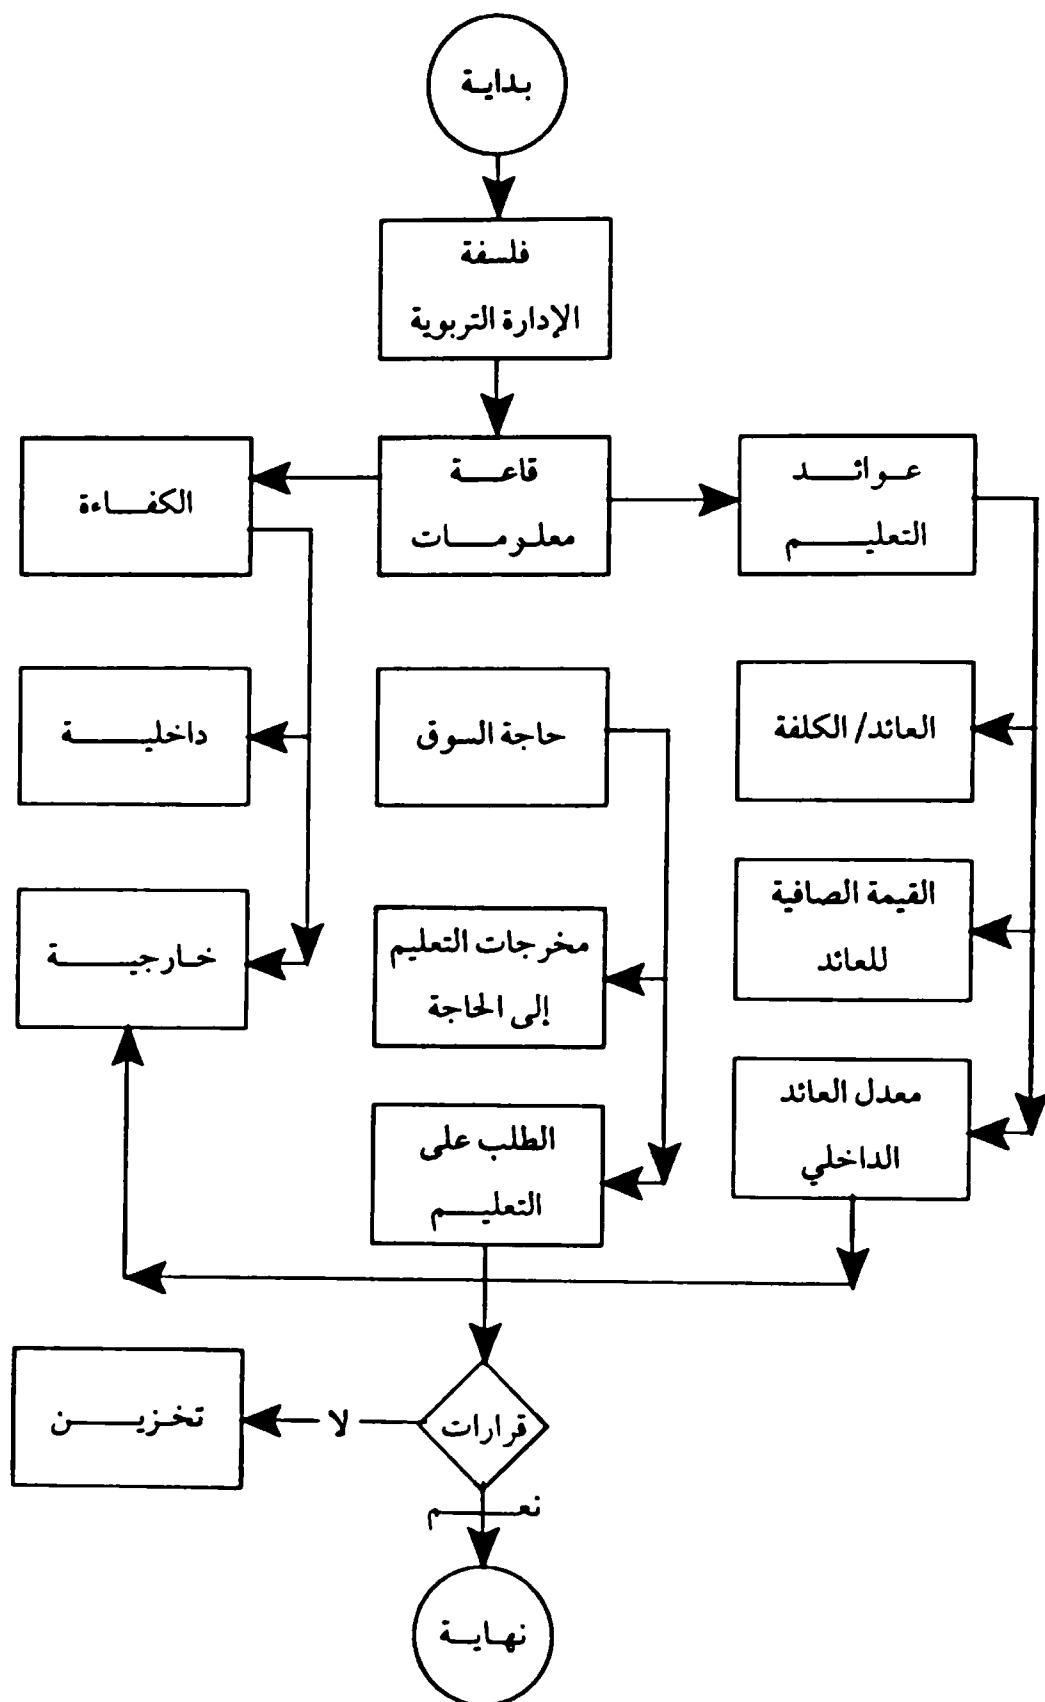 بداية
فلسفة
الإدارة التربوية
عوائد
التعليم
قاعة
معلومات
الكفاءة
العائد/ الكلفة
حاجة السوق
داخلية
القيمة الصافية
للعائد
مخرجات التعليم
إلى الحاجة
خارجية
معدل العائد
الداخلي
الطلب على
التعليم
قرارات
لا
تخزين
نعم
نهاية